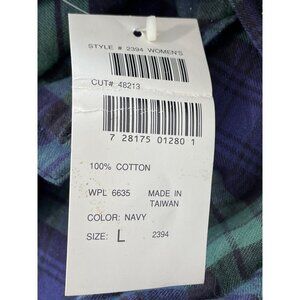 STYLE # 2394 WOMEN'S
CUT# 48213
7 28175 01280 1
100% COTTON
WPL 6635 MADE IN
TAIWAN
COLOR: NAVY
SIZE: L 2394